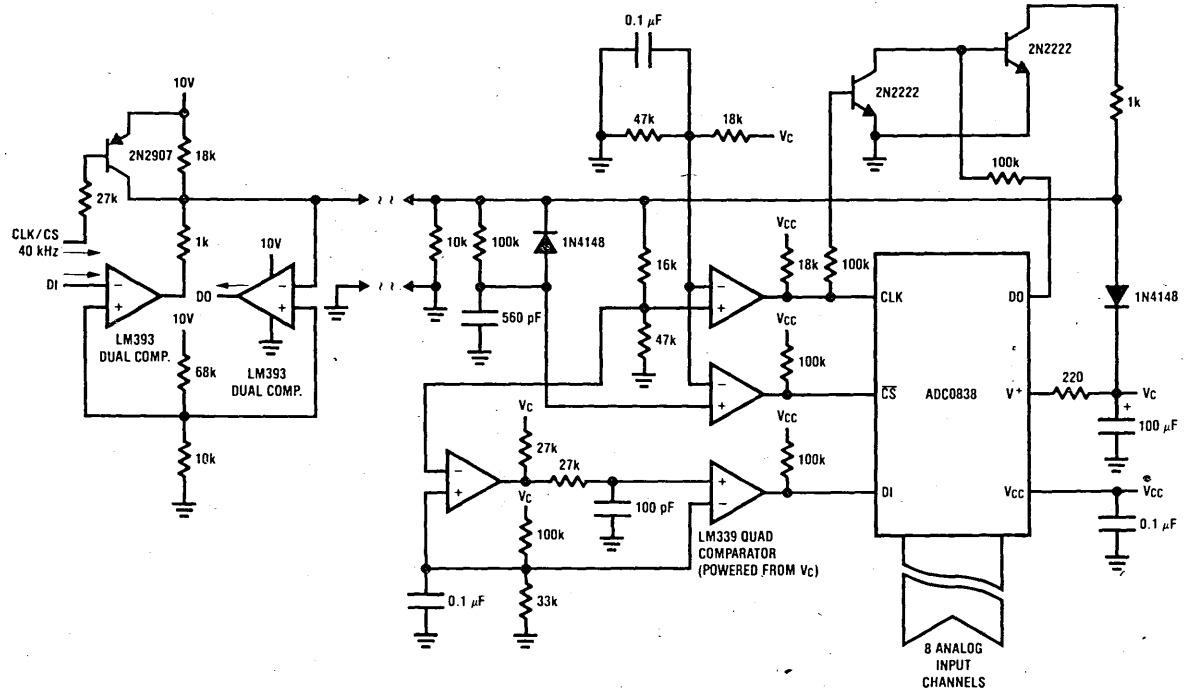 0.1 µF
2N2222
10V
2N2222
47k
18k
VC
1k
2N2907
18k
27k
100k
CLK/CS
40 kHz
1k
10V
10k
100k
1N4148
VCC
16k
18k
100k
DI
−
+
DO
−
+
−
+
CLK
DO
1N4148
LM393
DUAL COMP.
10V
LM393
DUAL COMP.
560 pF
47k
VCC
100k
68k
−
+
CS
ADC0838
V+
220
VC
+
100 µF
VC
VCC
10k
27k
27k
100k
−
+
VC
100 pF
+
−
DI
VCC
VCC
100k
LM339 QUAD
COMPARATOR
(POWERED FROM VC)
0.1 µF
0.1 µF
33k
8 ANALOG
INPUT
CHANNELS